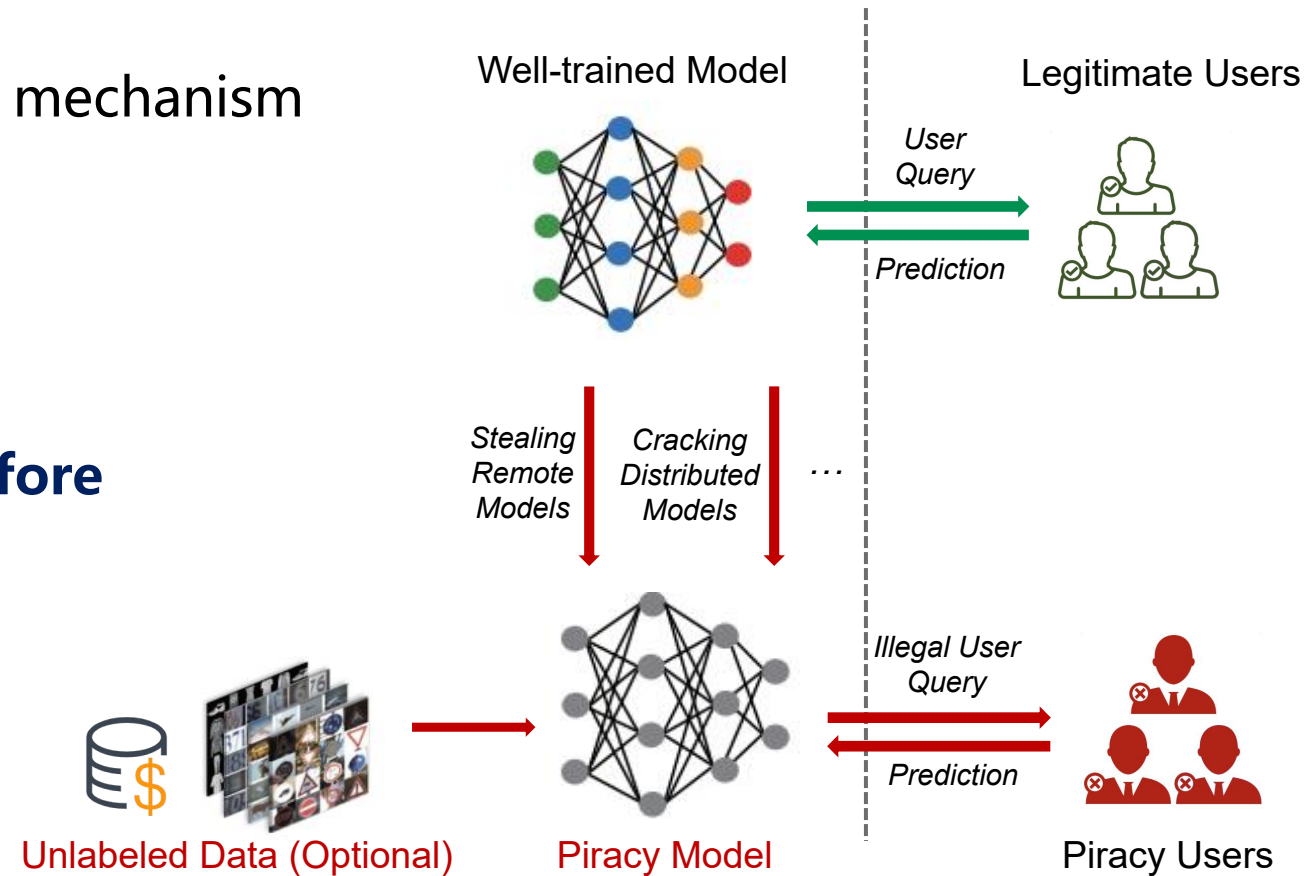 mechanism
Well-trained Model
Legitimate Users
User
Query
Prediction
fore
Stealing
Remote
Models
Cracking
Distributed
Models
...
Illegal User
Query
Prediction
$
Unlabeled Data (Optional)
Piracy Model
Piracy Users